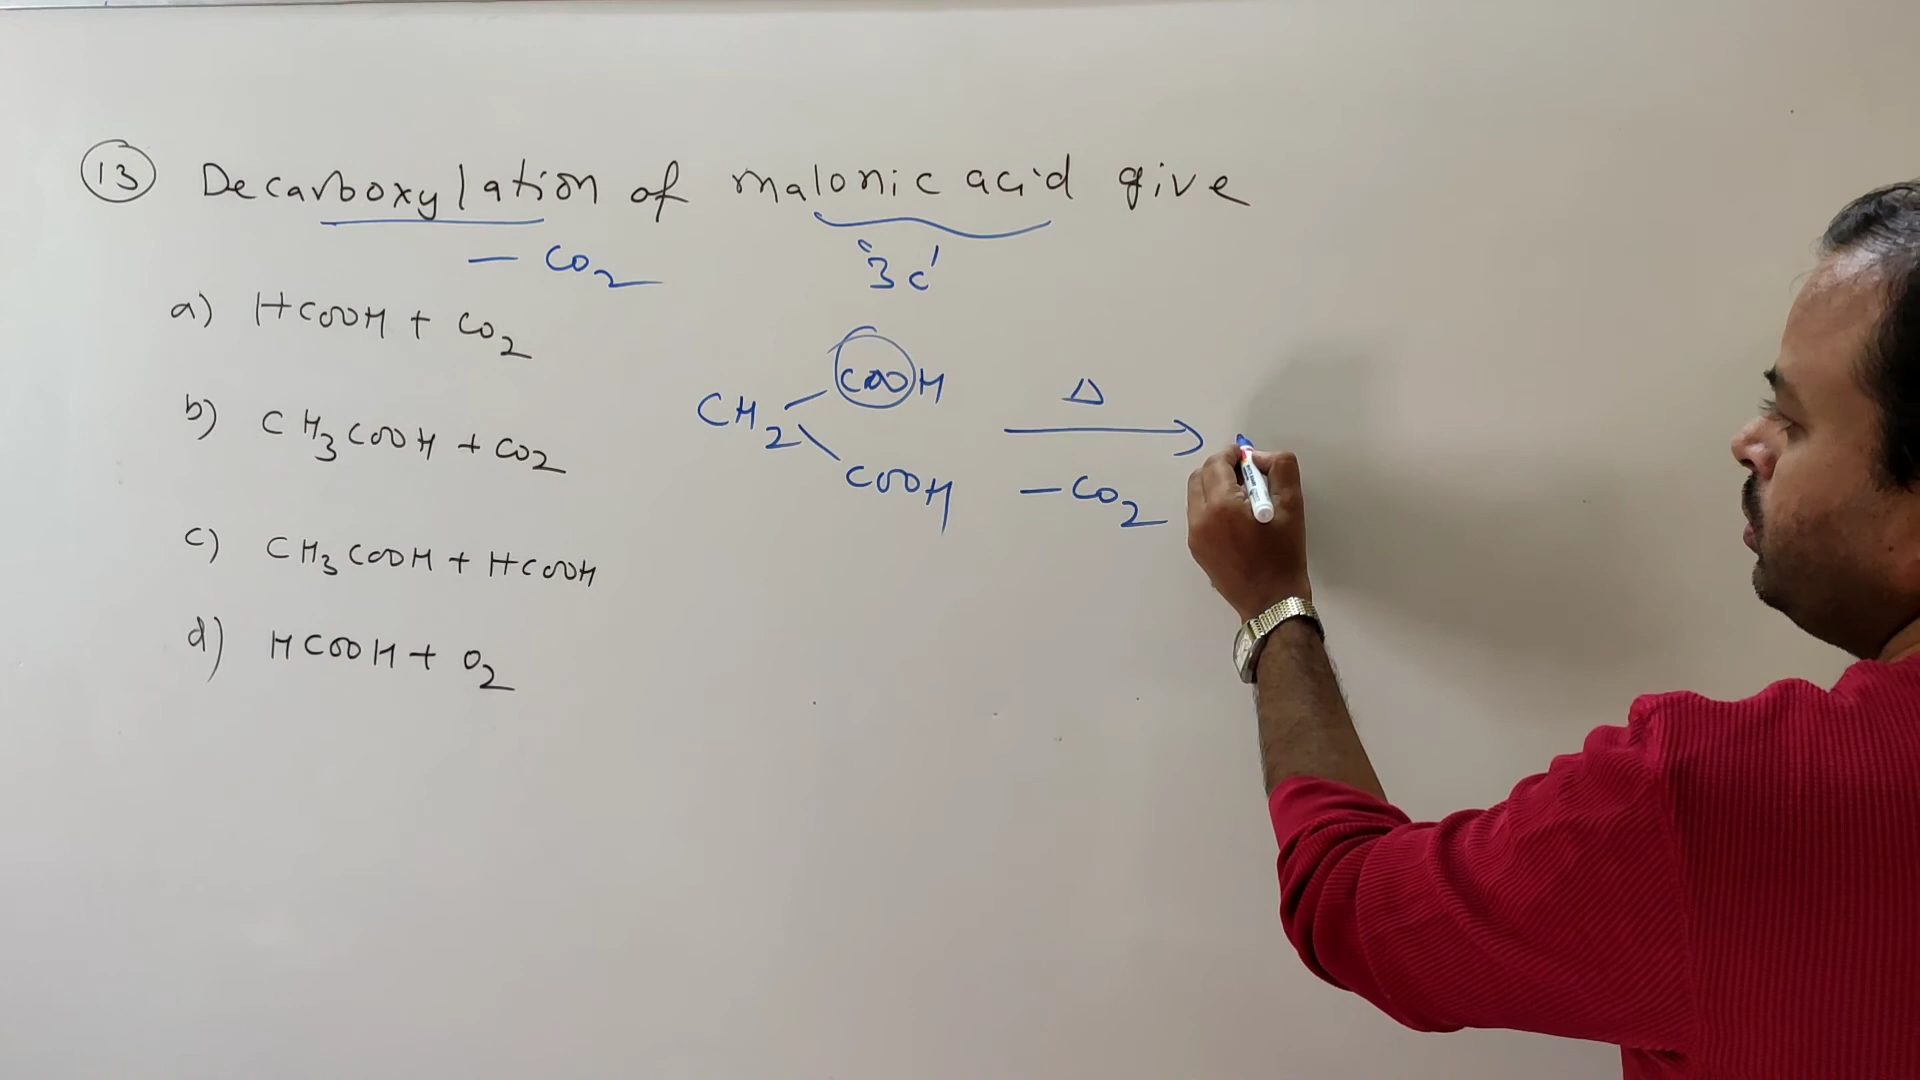 13 Decarboxylation of malonic acid give
- CO2
"3 c'
a) HCOOH + CO2
b) CH3COOH + CO2
c) CH3COOH + HCOOH
d) HCOOH + O2
COOH
CH2
COOH
Δ
-CO2